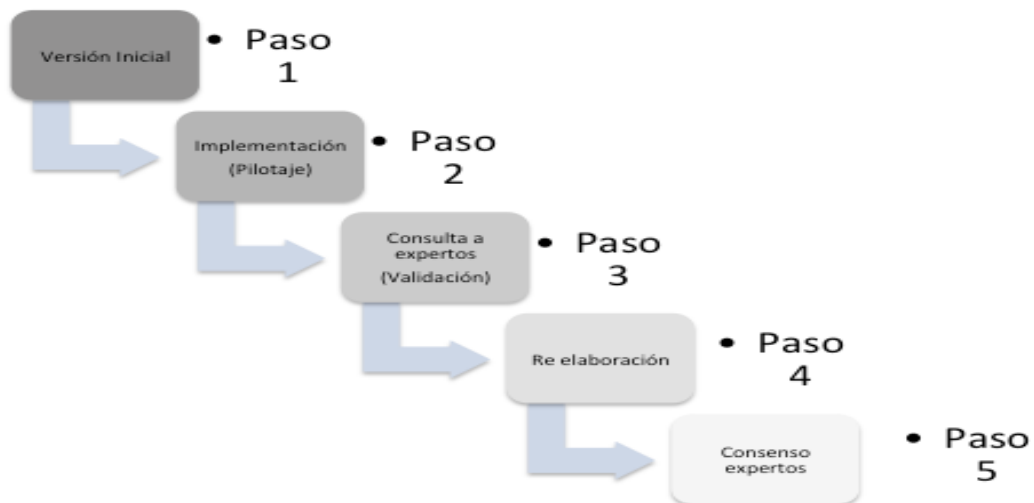 Versión Inicial
• Paso
1
Implementación
(Pilotaje)
• Paso
2
Consulta a
expertos
(Validación)
• Paso
3
Re elaboración
• Paso
4
Consenso
expertos
• Paso
5